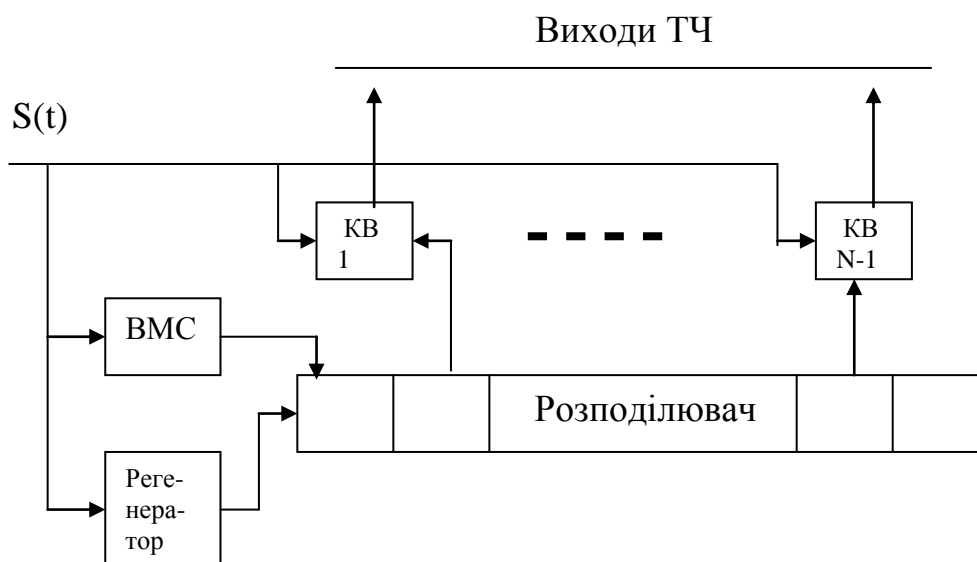 Виходи ТЧ
S(t)
КВ
1
КВ
N-1
ВМС
Розподілювач
Реге-
нера-
тор